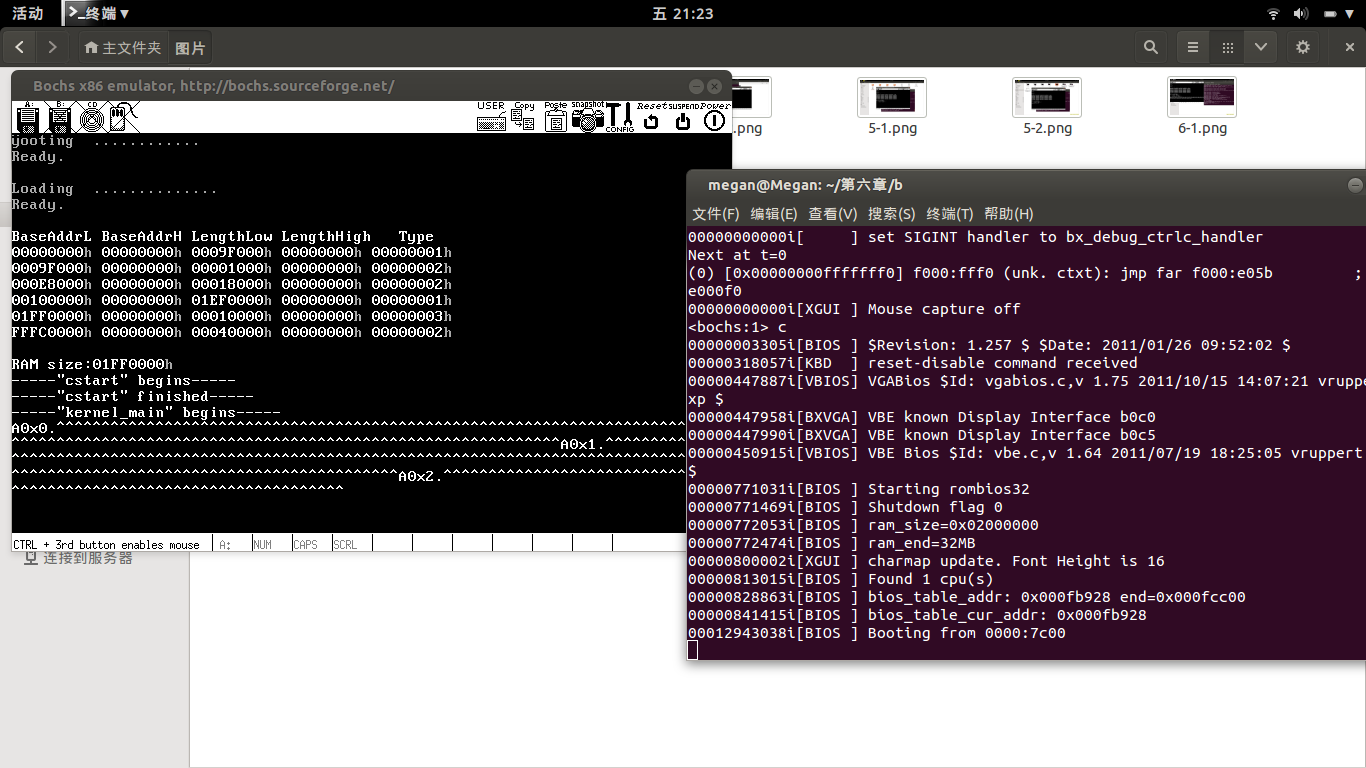 活动 终端 五 21:23
主文件夹 图片
.png 5-1.png 5-2.png 6-1.png
连接到服务器
Bochs x86 emulator, http://bochs.sourceforge.net/
A: B: CD USER Copy Paste snapshot CONFIG Reset SUSPEND Power
Booting ............
Ready.
Loading ..............
Ready.
BaseAddrL BaseAddrH LengthLow LengthHigh Type
00000000h 00000000h 0009F000h 00000000h 00000001h
0009F000h 00000000h 00001000h 00000000h 00000002h
000E8000h 00000000h 00018000h 00000000h 00000002h
00100000h 00000000h 01EF0000h 00000000h 00000001h
01FF0000h 00000000h 00010000h 00000000h 00000003h
FFFC0000h 00000000h 00040000h 00000000h 00000002h
RAM size:01FF0000h
-----"cstart" begins-----
-----"cstart" finished-----
-----"kernel_main" begins-----
A0x0.^^^^^^^^^^^^^^^^^^^^^^^^^^^^^^^^^^^^^^^^^^^^^^^^^^^^^^^^^^^^^^^^^^^^^^
^^^^^^^^^^^^^^^^^^^^^^^^^^^^^^^^^^^^^^^^^^^^^^^^^^^^^^^^^^^^^A0x1.^^^^^^^^^
^^^^^^^^^^^^^^^^^^^^^^^^^^^^^^^^^^^^^^^^^^^^^^^^^^^^^^^^^^^^^^^^^^^^^^^^^^^
^^^^^^^^^^^^^^^^^^^^^^^^^^^^^^^^^^^^^^^^^^^A0x2.^^^^^^^^^^^^^^^^^^^^^^^^^^^
^^^^^^^^^^^^^^^^^^^^^^^^^^^^^^^^^^^^^
CTRL + 3rd button enables mouse A: NUM CAPS SCRL
megan@Megan: ~/第六章/b
文件(F) 编辑(E) 查看(V) 搜索(S) 终端(T) 帮助(H)
00000000000i[     ] set SIGINT handler to bx_debug_ctrlc_handler
Next at t=0
(0) [0x00000000fffffff0] f000:fff0 (unk. ctxt): jmp far f000:e05b ;
e000f0
00000000000i[XGUI ] Mouse capture off
<bochs:1> c
00000003305i[BIOS ] $Revision: 1.257 $ $Date: 2011/01/26 09:52:02 $
00000318057i[KBD  ] reset-disable command received
00000447887i[VBIOS] VGABios $Id: vgabios.c,v 1.75 2011/10/15 14:07:21 vruppe
xp $
00000447958i[BXVGA] VBE known Display Interface b0c0
00000447990i[BXVGA] VBE known Display Interface b0c5
00000450915i[VBIOS] VBE Bios $Id: vbe.c,v 1.64 2011/07/19 18:25:05 vruppert
$
00000771031i[BIOS ] Starting rombios32
00000771469i[BIOS ] Shutdown flag 0
00000772053i[BIOS ] ram_size=0x02000000
00000772474i[BIOS ] ram_end=32MB
00000800002i[XGUI ] charmap update. Font Height is 16
00000813015i[BIOS ] Found 1 cpu(s)
00000828863i[BIOS ] bios_table_addr: 0x000fb928 end=0x000fcc00
00000841415i[BIOS ] bios_table_cur_addr: 0x000fb928
00012943038i[BIOS ] Booting from 0000:7c00